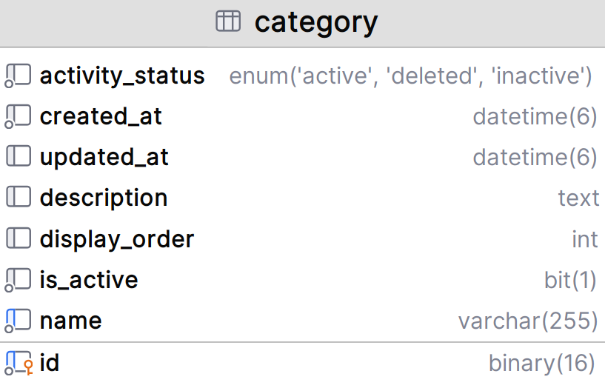 category
activity_status enum('active', 'deleted', 'inactive')
created_at datetime(6)
updated_at datetime(6)
description text
display_order int
is_active bit(1)
name varchar(255)
id binary(16)